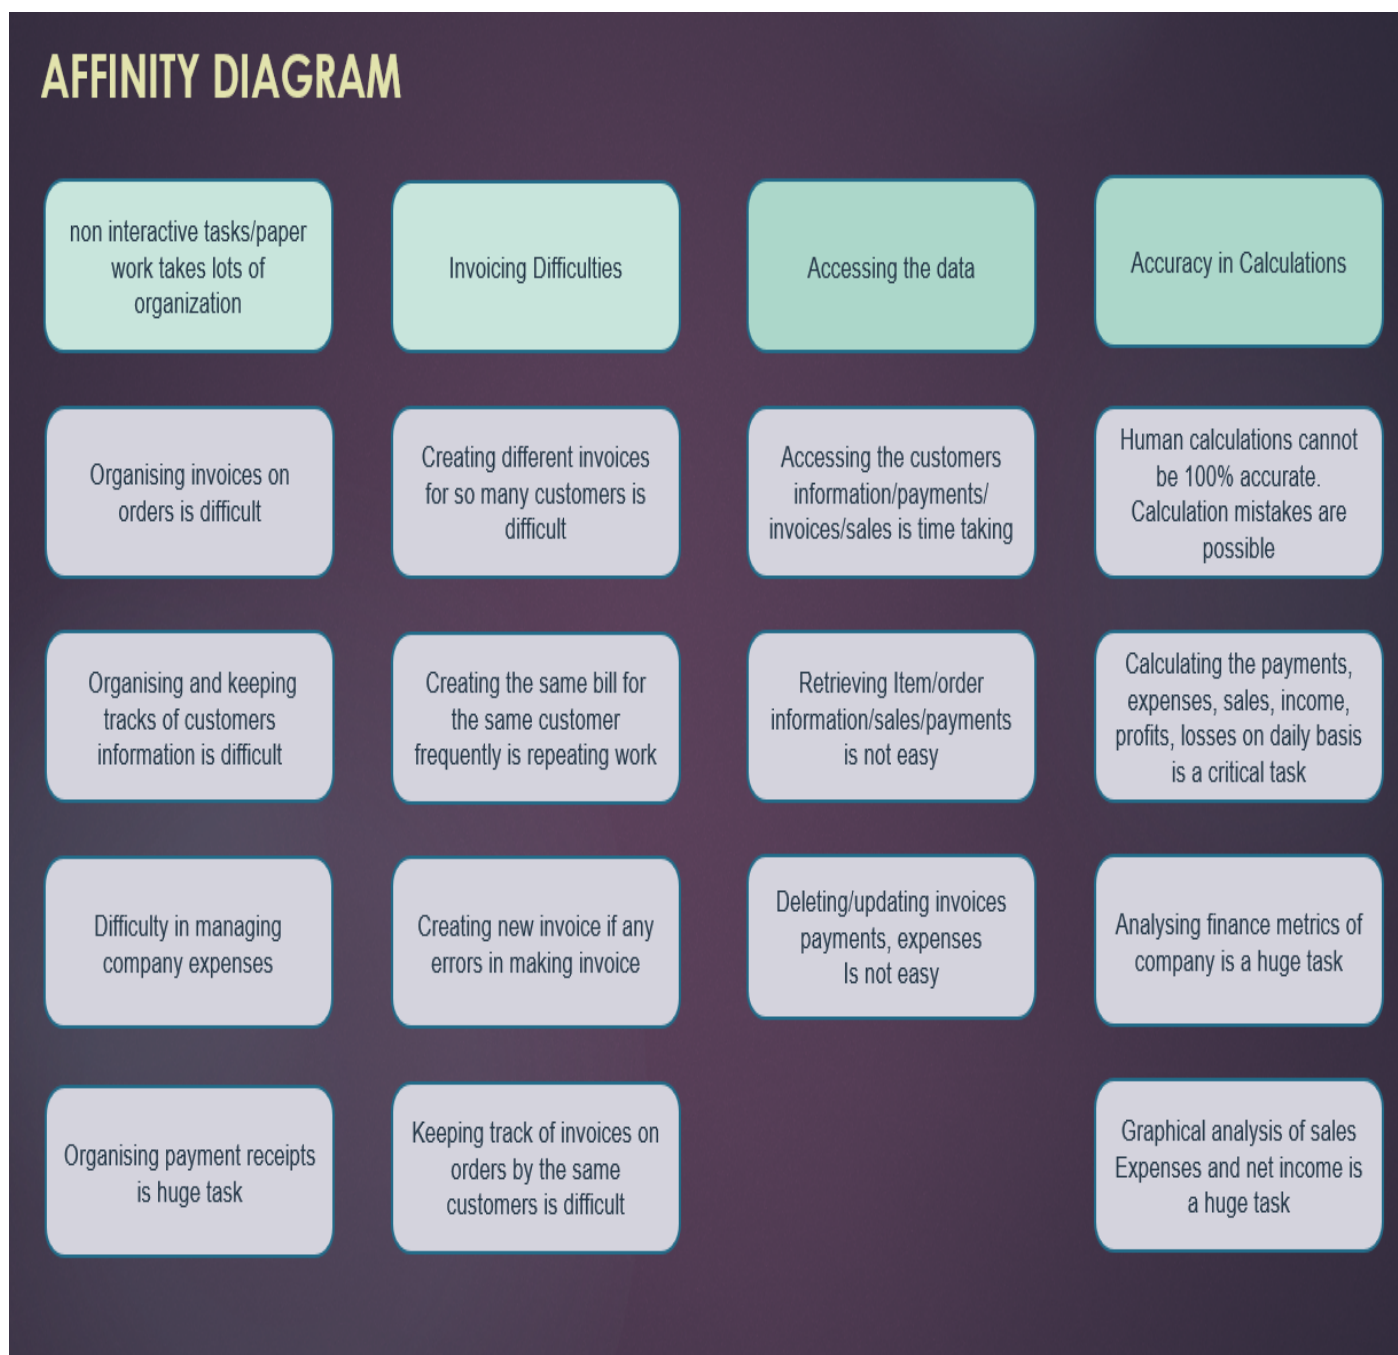 AFFINITY DIAGRAM
non interactive tasks/paper
work takes lots of
organization
Organising invoices on
orders is difficult
Organising and keeping
tracks of customers
information is difficult
Difficulty in managing
company expenses
Organising payment receipts
is huge task
Invoicing Difficulties
Creating different invoices
for so many customers is
difficult
Creating the same bill for
the same customer
frequently is repeating work
Creating new invoice if any
errors in making invoice
Keeping track of invoices on
orders by the same
customers is difficult
Accessing the data
Accessing the customers
information/payments/
invoices/sales is time taking
Retrieving Item/order
information/sales/payments
is not easy
Deleting/updating invoices
payments, expenses
Is not easy
Accuracy in Calculations
Human calculations cannot
be 100% accurate.
Calculation mistakes are
possible
Calculating the payments,
expenses, sales, income,
profits, losses on daily basis
is a critical task
Analysing finance metrics of
company is a huge task
Graphical analysis of sales
Expenses and net income is
a huge task